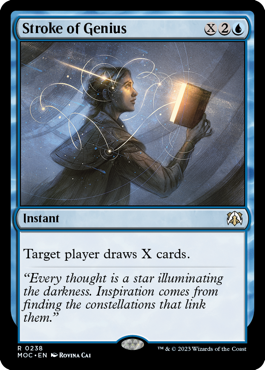 Stroke of Genius X 2
Instant
Target player draws X cards.
“Every thought is a star illuminating
the darkness. Inspiration comes from
finding the constellations that link
them.”
R 0238
MOC • EN ROVINA CAI ™ & © 2023 Wizards of the Coast